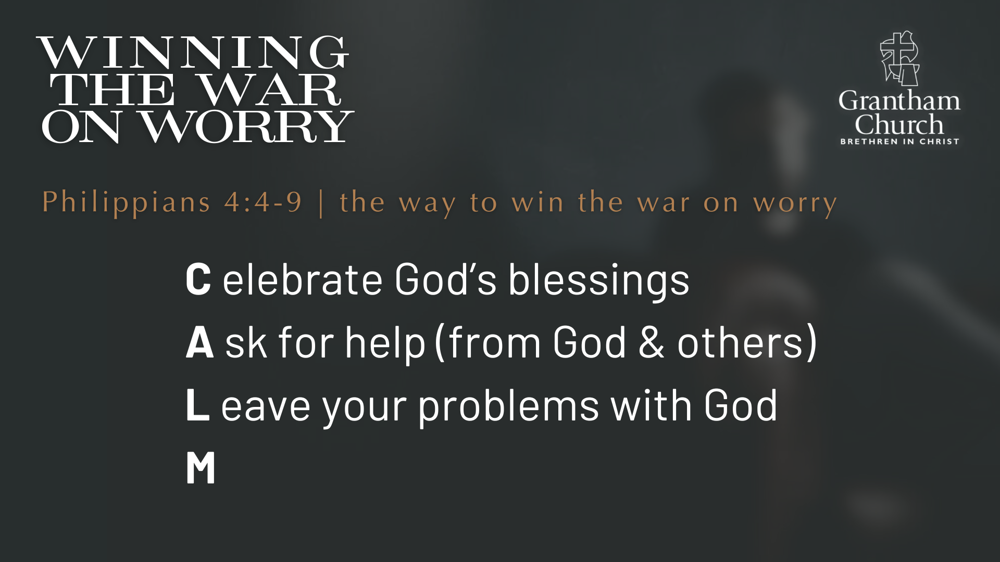 WINNING
THE WAR
ON WORRY
Grantham
Church
BRETHREN IN CHRIST
Philippians 4:4-9 | the way to win the war on worry
C elebrate God’s blessings
A sk for help (from God & others)
L eave your problems with God
M